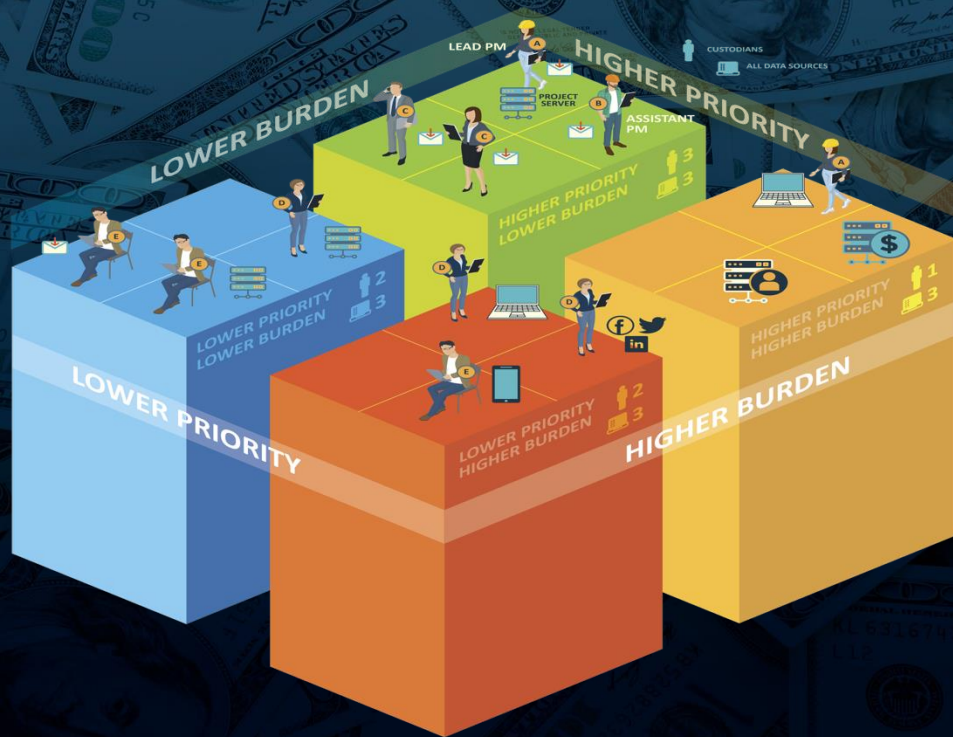 LEAD PM
A
HIGHER PRIORITY
CUSTODIANS
ALL DATA SOURCES
LOWER BURDEN
PROJECT
SERVER
C
B
ASSISTANT
PM
C
A
HIGHER PRIORITY
LOWER BURDEN
3
3
D
E
E
$
LOWER PRIORITY
LOWER BURDEN
2
3
D
D
f
in
HIGHER PRIORITY
HIGHER BURDEN
1
3
E
LOWER PRIORITY
LOWER PRIORITY
HIGHER BURDEN
2
3
HIGHER BURDEN